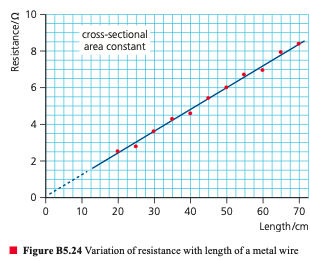 Resistance/Ω
10
8
6
4
2
0
cross-sectional
area constant
0 10 20 30 40 50 60 70
Length/cm
Figure B5.24 Variation of resistance with length of a metal wire